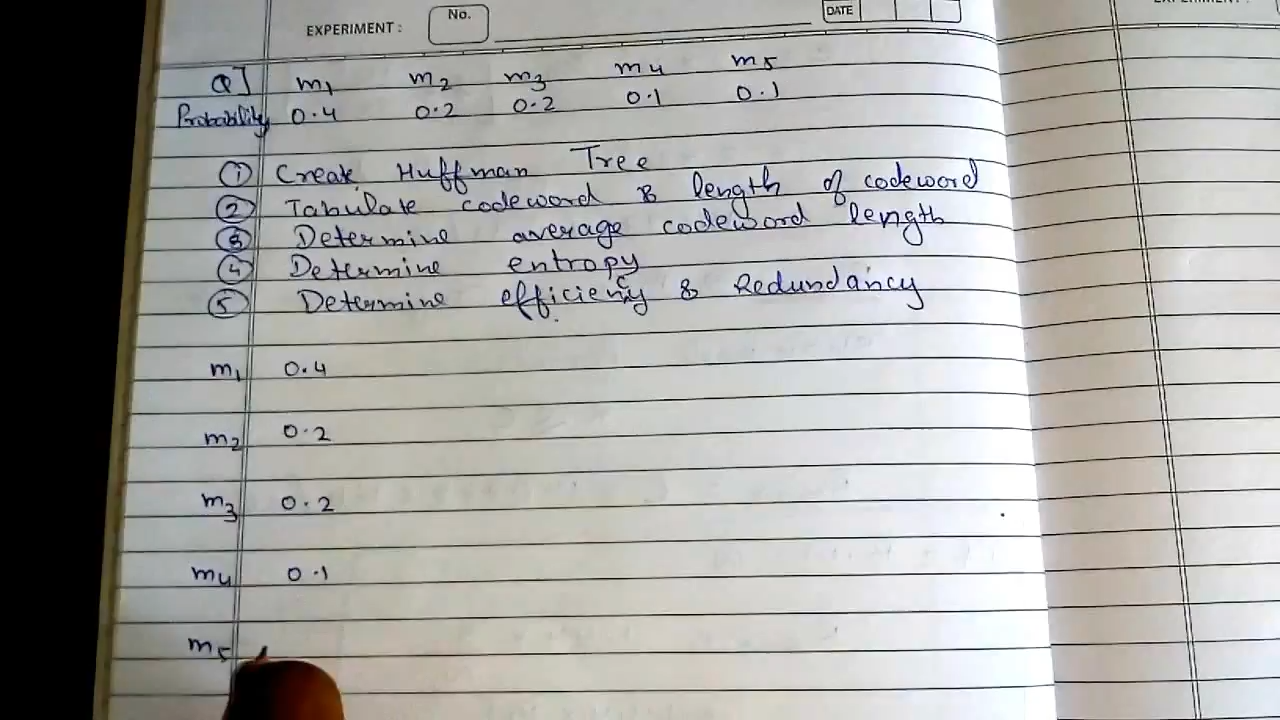 EXPERIMENT : No. DATE
Q] m1 m2 m3 m4 m5
Probability 0.4 0.2 0.2 0.1 0.1
① Create Huffman Tree
② Tabulate codeword & length of codeword
③ Determine average codeword length
④ Determine entropy
⑤ Determine efficiency & Redundancy
m1 0.4
m2 0.2
m3 0.2
m4 0.1
m5